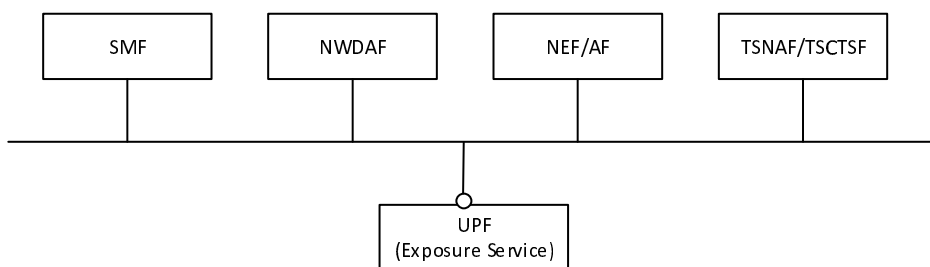 SMF
NWDAF
NEF/AF
TSNAF/TSCTSF
UPF
(Exposure Service)